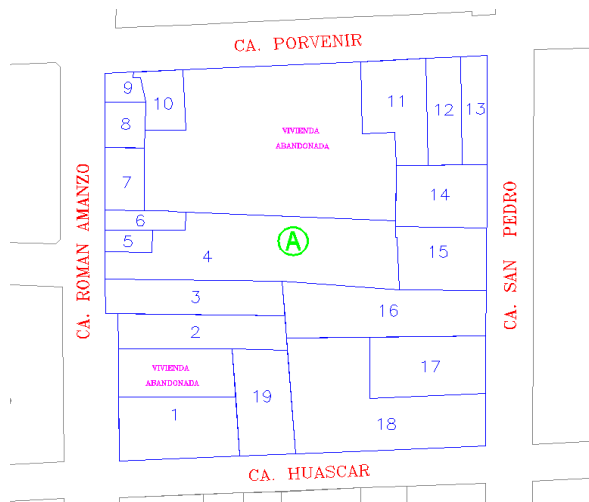 CA. PORVENIR
9
10
11
12
13
8
VIVIENDA
ABANDONADA
7
14
6
5
4
A
15
CA. ROMAN AMANZO
CA. SAN PEDRO
3
16
2
VIVIENDA
ABANDONADA
17
1
19
18
CA. HUASCAR